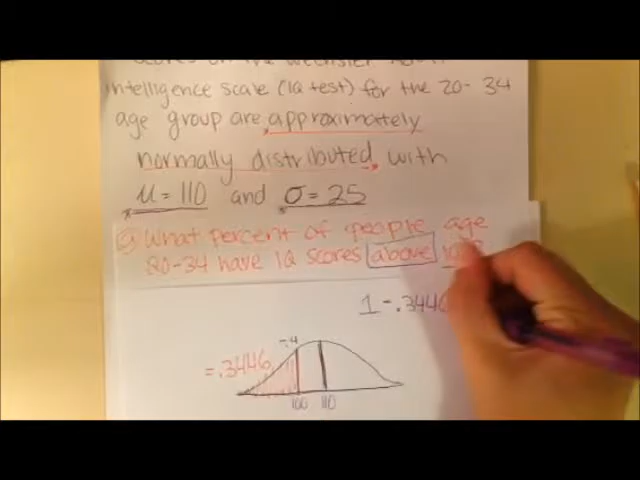 intelligence scale (IQ test) for the 20-34
age group are approximately
normally distributed, with
μ = 110 and σ = 25
What percent of people age
20-34 have IQ scores above
1 - .3446
-.4
= .3446
100 110